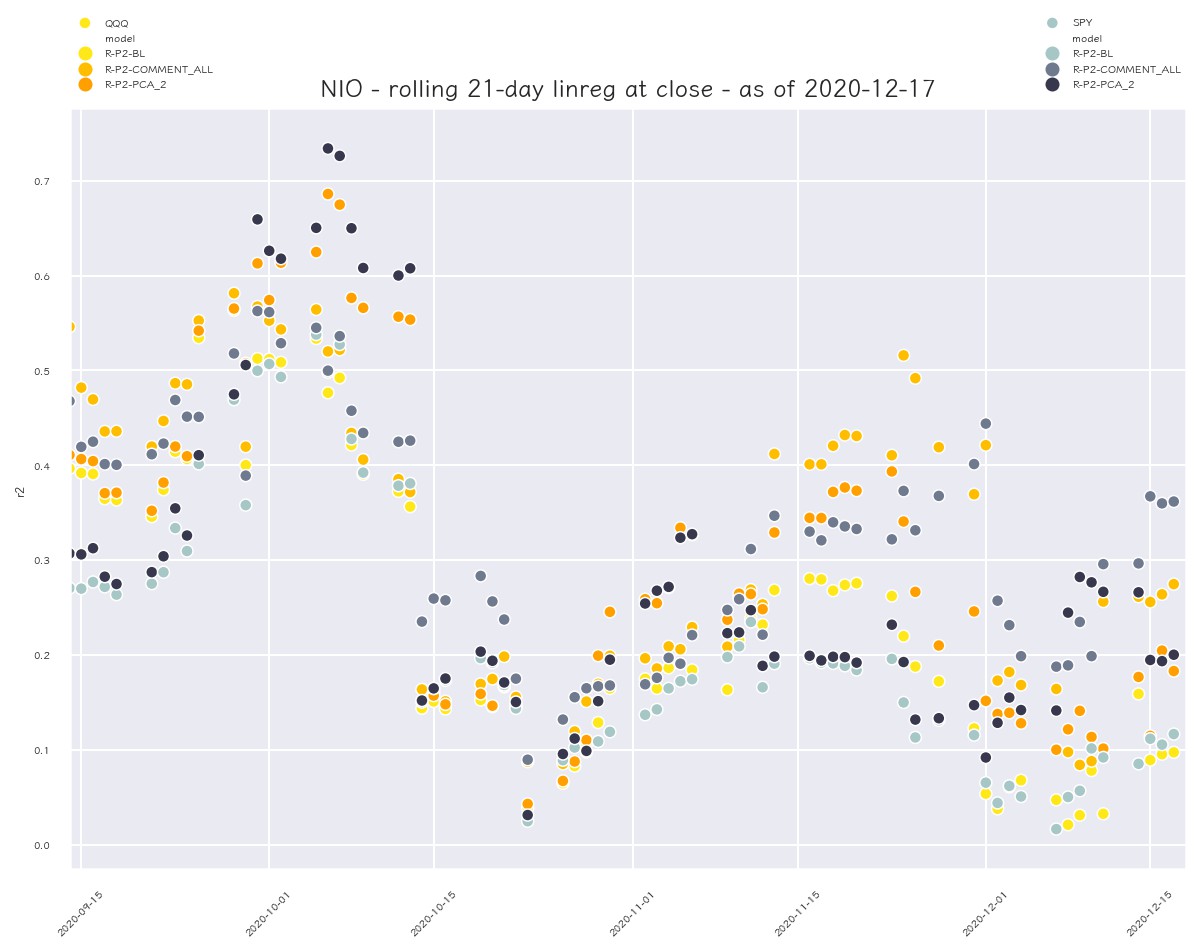 QQQ
model
R-P2-BL
R-P2-COMMENT_ALL
R-P2-PCA_2
SPY
model
R-P2-BL
R-P2-COMMENT_ALL
R-P2-PCA_2
NIO - rolling 21-day linreg at close - as of 2020-12-17
r2
0.7
0.6
0.5
0.4
0.3
0.2
0.1
0.0
2020-09-15
2020-10-01
2020-10-15
2020-11-01
2020-11-15
2020-12-01
2020-12-15